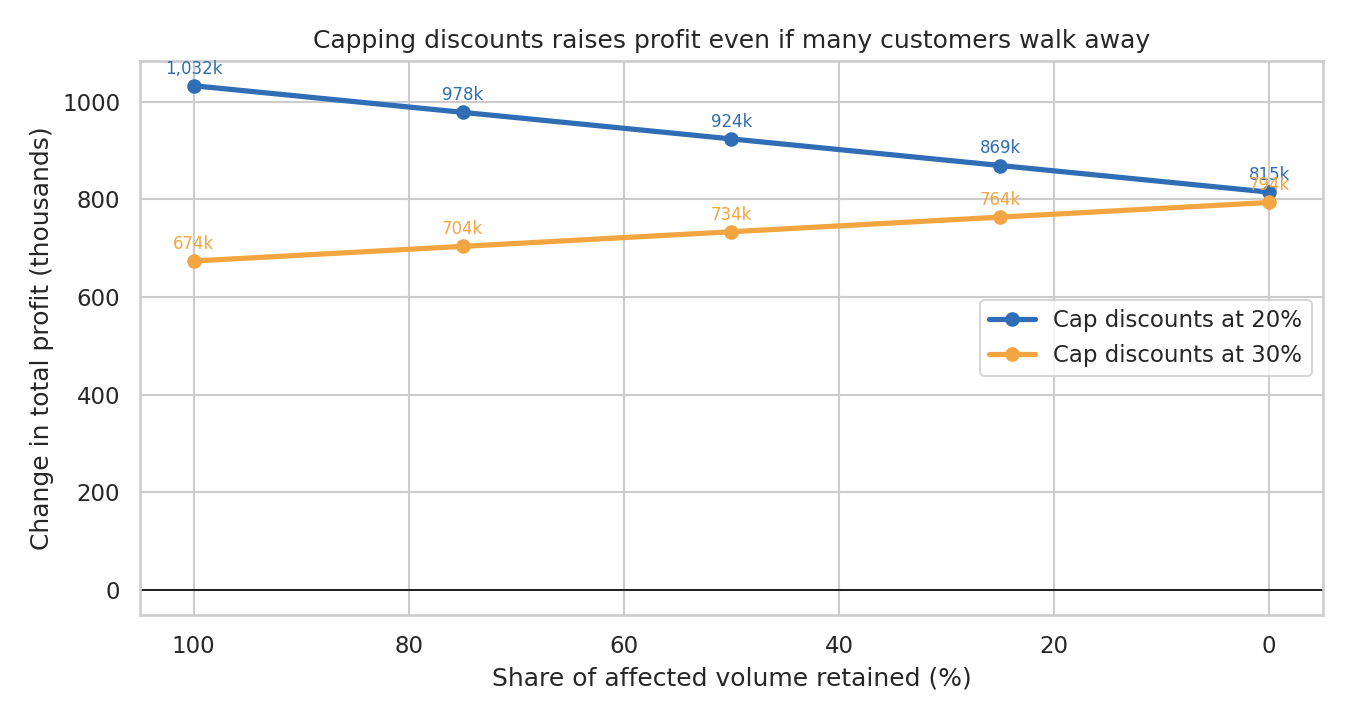 Capping discounts raises profit even if many customers walk away
Change in total profit (thousands)
1000
800
600
400
200
0
1,032k
978k
924k
869k
815k
674k
704k
734k
764k
794k
Cap discounts at 20%
Cap discounts at 30%
100
80
60
40
20
0
Share of affected volume retained (%)